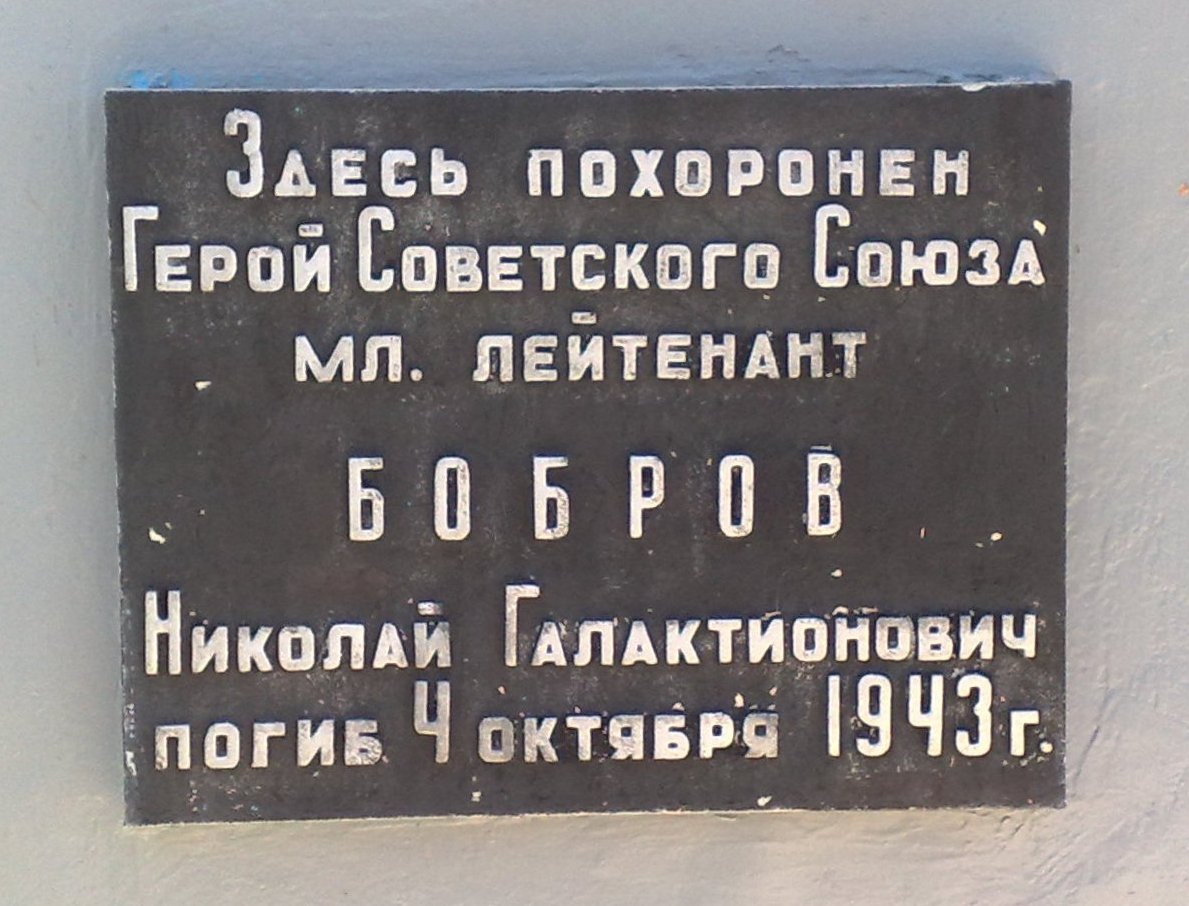 Здесь похоронен
Герой Советского Союза
мл. лейтенант
БОБРОВ
Николай Галактионович
погиб 4 октября 1943 г.